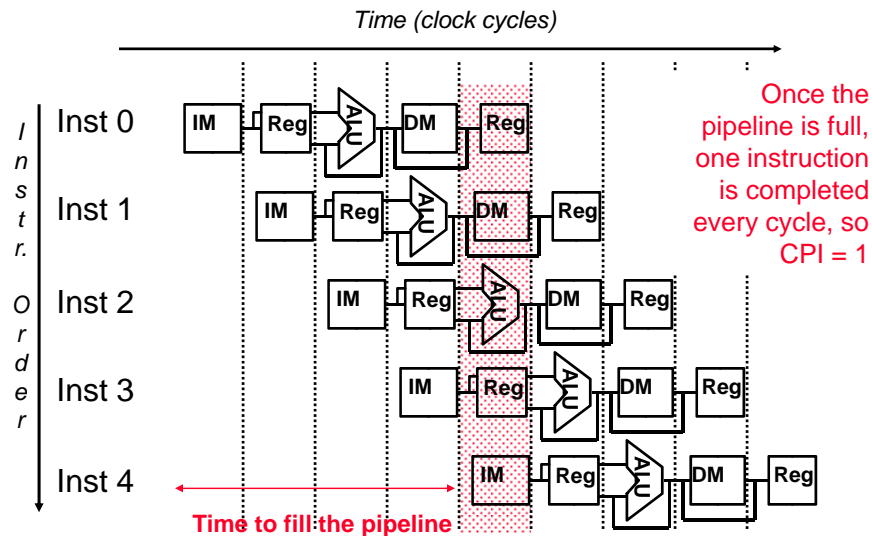 Time (clock cycles)
Instr. Order
Once the
pipeline is full,
one instruction
is completed
every cycle, so
CPI = 1
Inst 0 IM Reg ALU DM Reg
Inst 1 IM Reg ALU DM Reg
Inst 2 IM Reg ALU DM Reg
Inst 3 IM Reg ALU DM Reg
Inst 4 IM Reg ALU DM Reg
Time to fill the pipeline